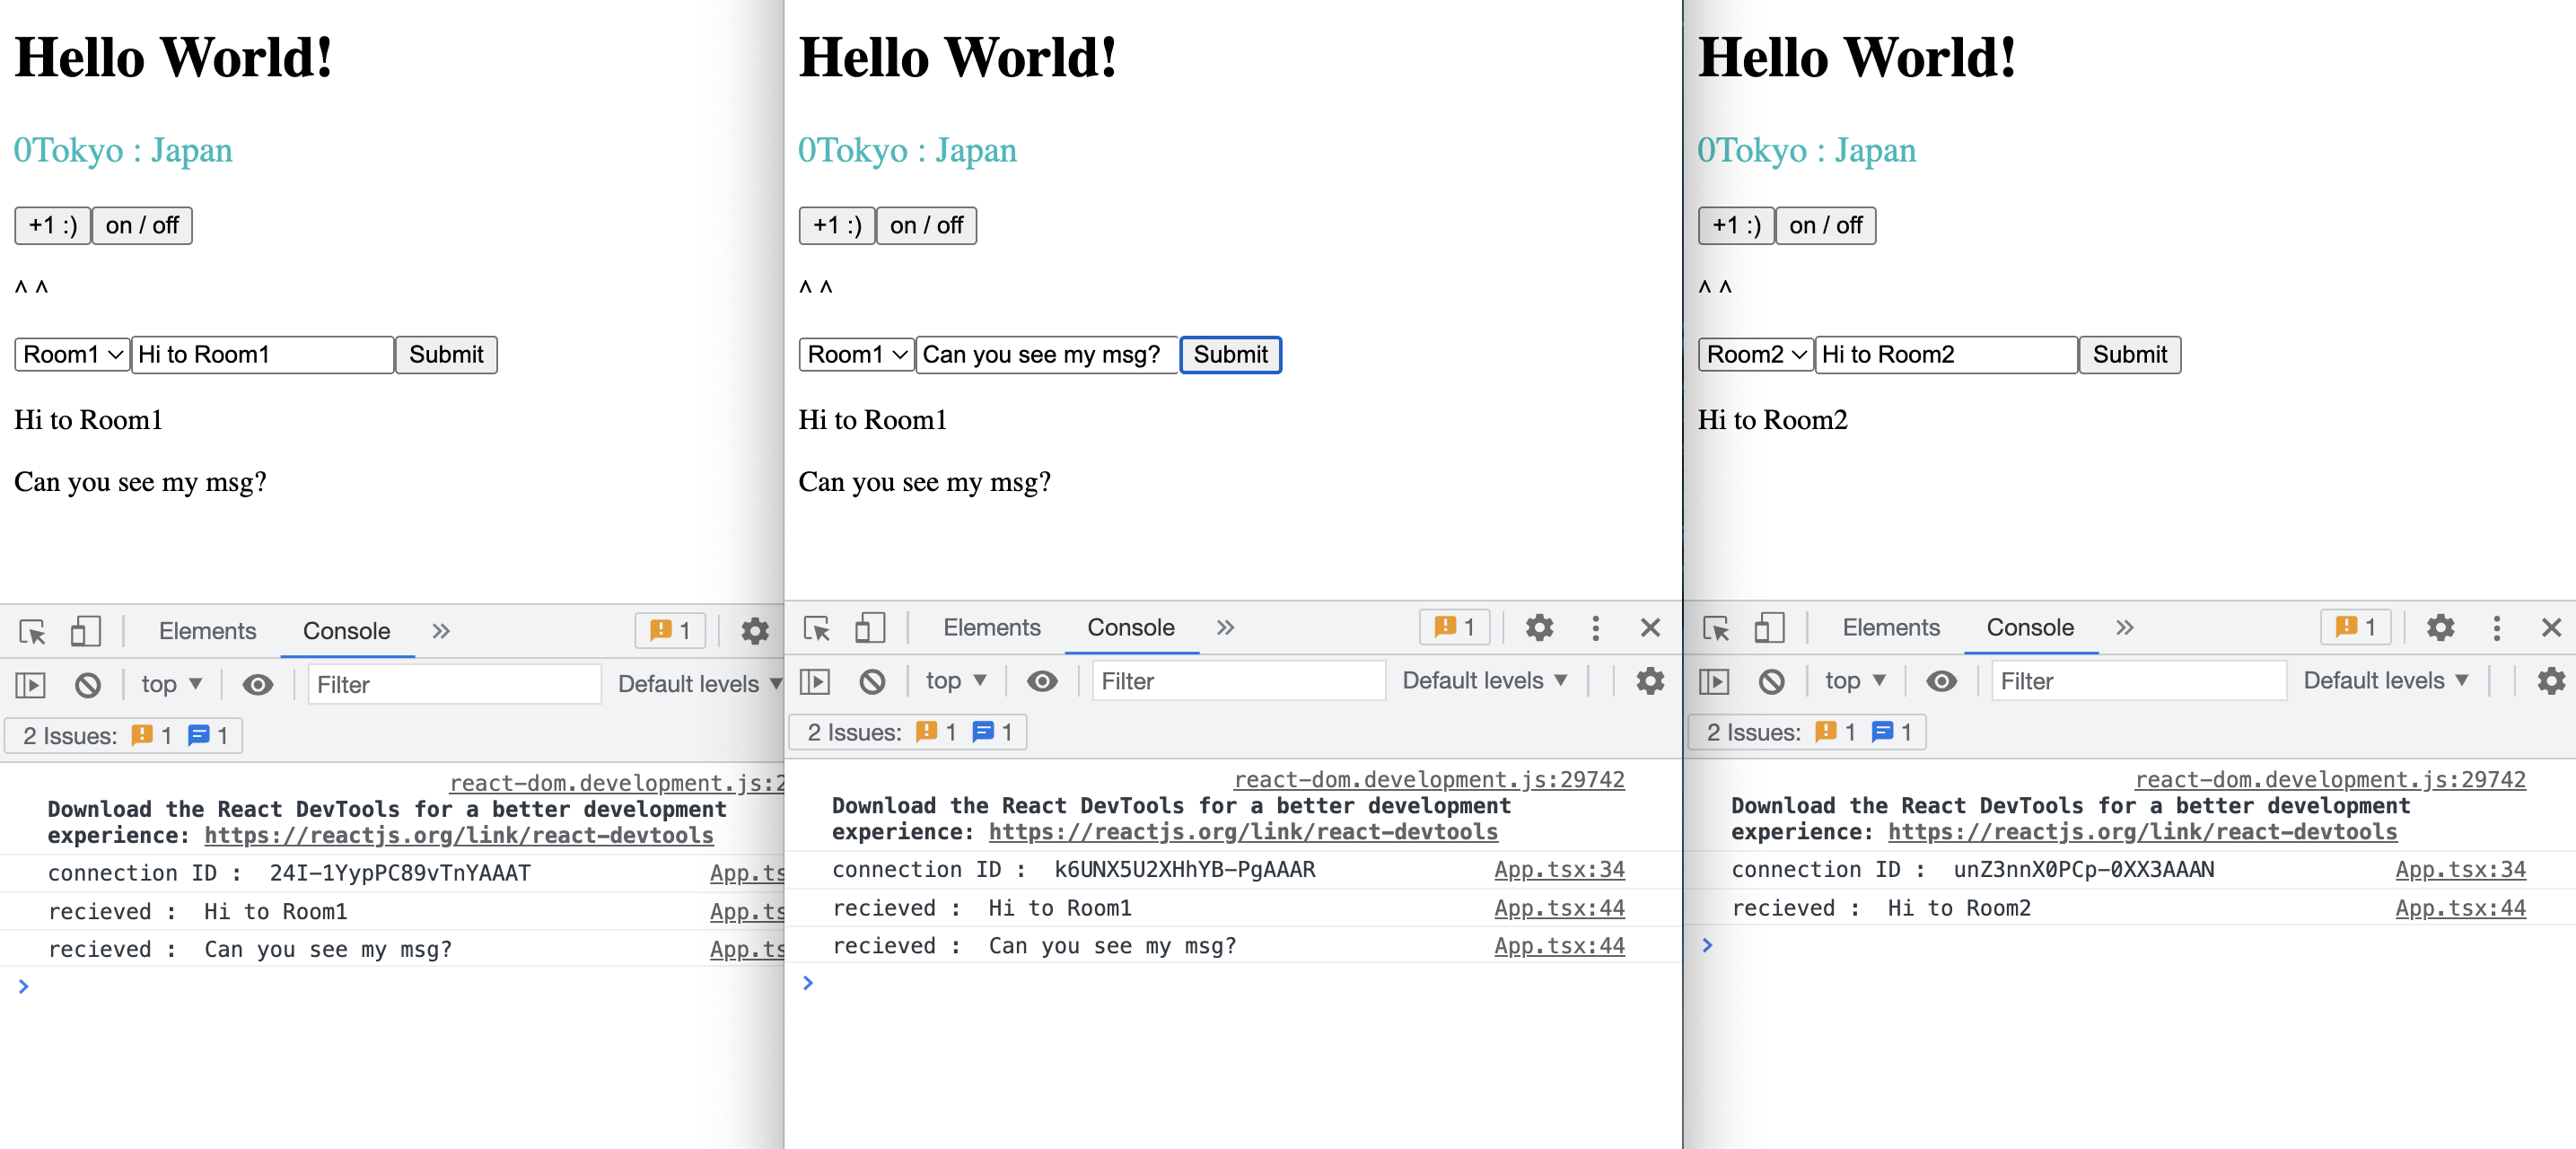 Hello World!
0Tokyo : Japan
+1 :) on / off
^ ^
Room1 Hi to Room1 Submit
Hi to Room1
Can you see my msg?
Elements Console » 1
top ▼ Filter Default levels ▼
2 Issues: 1 1
react-dom.development.js:2
Download the React DevTools for a better development
experience: https://reactjs.org/link/react-devtools
connection ID : 24I-1YypPC89vTnYAAAT App.ts
recieved : Hi to Room1 App.ts
recieved : Can you see my msg? App.ts
>
Hello World!
0Tokyo : Japan
+1 :) on / off
^ ^
Room1 Can you see my msg? Submit
Hi to Room1
Can you see my msg?
Elements Console » 1
top ▼ Filter Default levels ▼
2 Issues: 1 1
react-dom.development.js:29742
Download the React DevTools for a better development
experience: https://reactjs.org/link/react-devtools
connection ID : k6UNX5U2XHhYB-PgAAAR App.tsx:34
recieved : Hi to Room1 App.tsx:44
recieved : Can you see my msg? App.tsx:44
>
Hello World!
0Tokyo : Japan
+1 :) on / off
^ ^
Room2 Hi to Room2 Submit
Hi to Room2
Elements Console » 1
top ▼ Filter Default levels ▼
2 Issues: 1 1
react-dom.development.js:29742
Download the React DevTools for a better development
experience: https://reactjs.org/link/react-devtools
connection ID : unZ3nnX0PCp-0XX3AAAN App.tsx:34
recieved : Hi to Room2 App.tsx:44
>